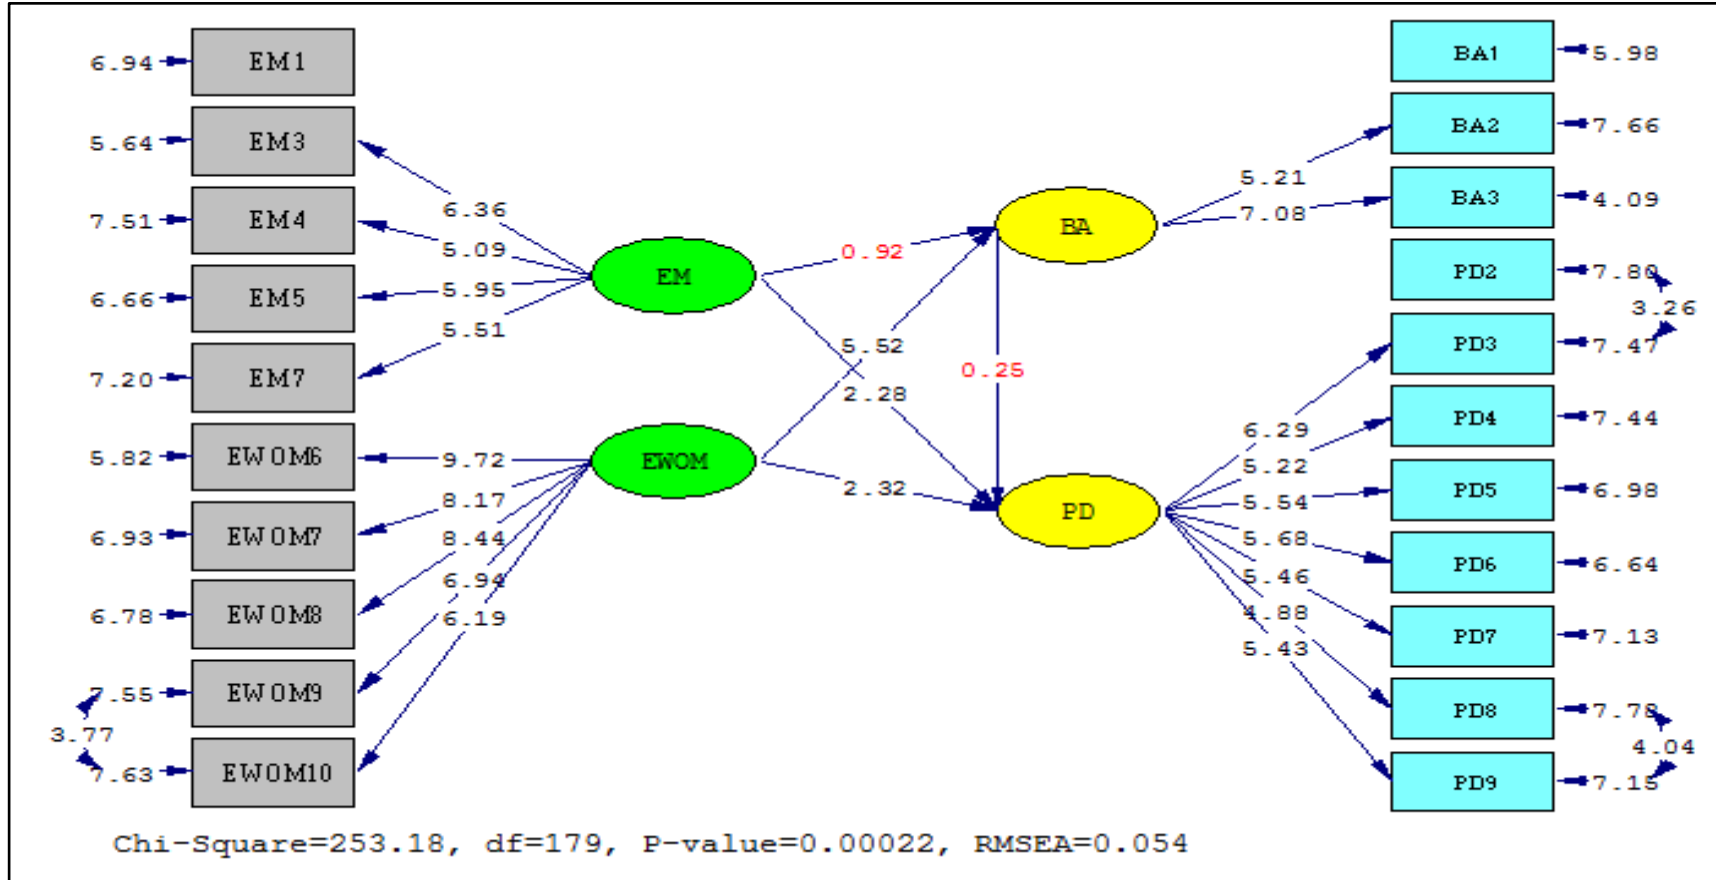 6.94 EM1
5.64 EM3
7.51 EM4
6.66 EM5
7.20 EM7
5.82 EWOM6
6.93 EWOM7
6.78 EWOM8
7.55 EWOM9
3.77
7.63 EWOM10
6.36
5.09
5.95
5.51
9.72
8.17
8.44
6.94
6.19
EM
EWOM
0.92
5.52
2.28
2.32
0.25
BA
PD
5.21
7.08
6.29
5.22
5.54
5.68
5.46
4.88
5.43
BA1 5.98
BA2 7.66
BA3 4.09
PD2 7.80
3.26
PD3 7.47
PD4 7.44
PD5 6.98
PD6 6.64
PD7 7.13
PD8 7.78
4.04
PD9 7.15
Chi-Square=253.18, df=179, P-value=0.00022, RMSEA=0.054